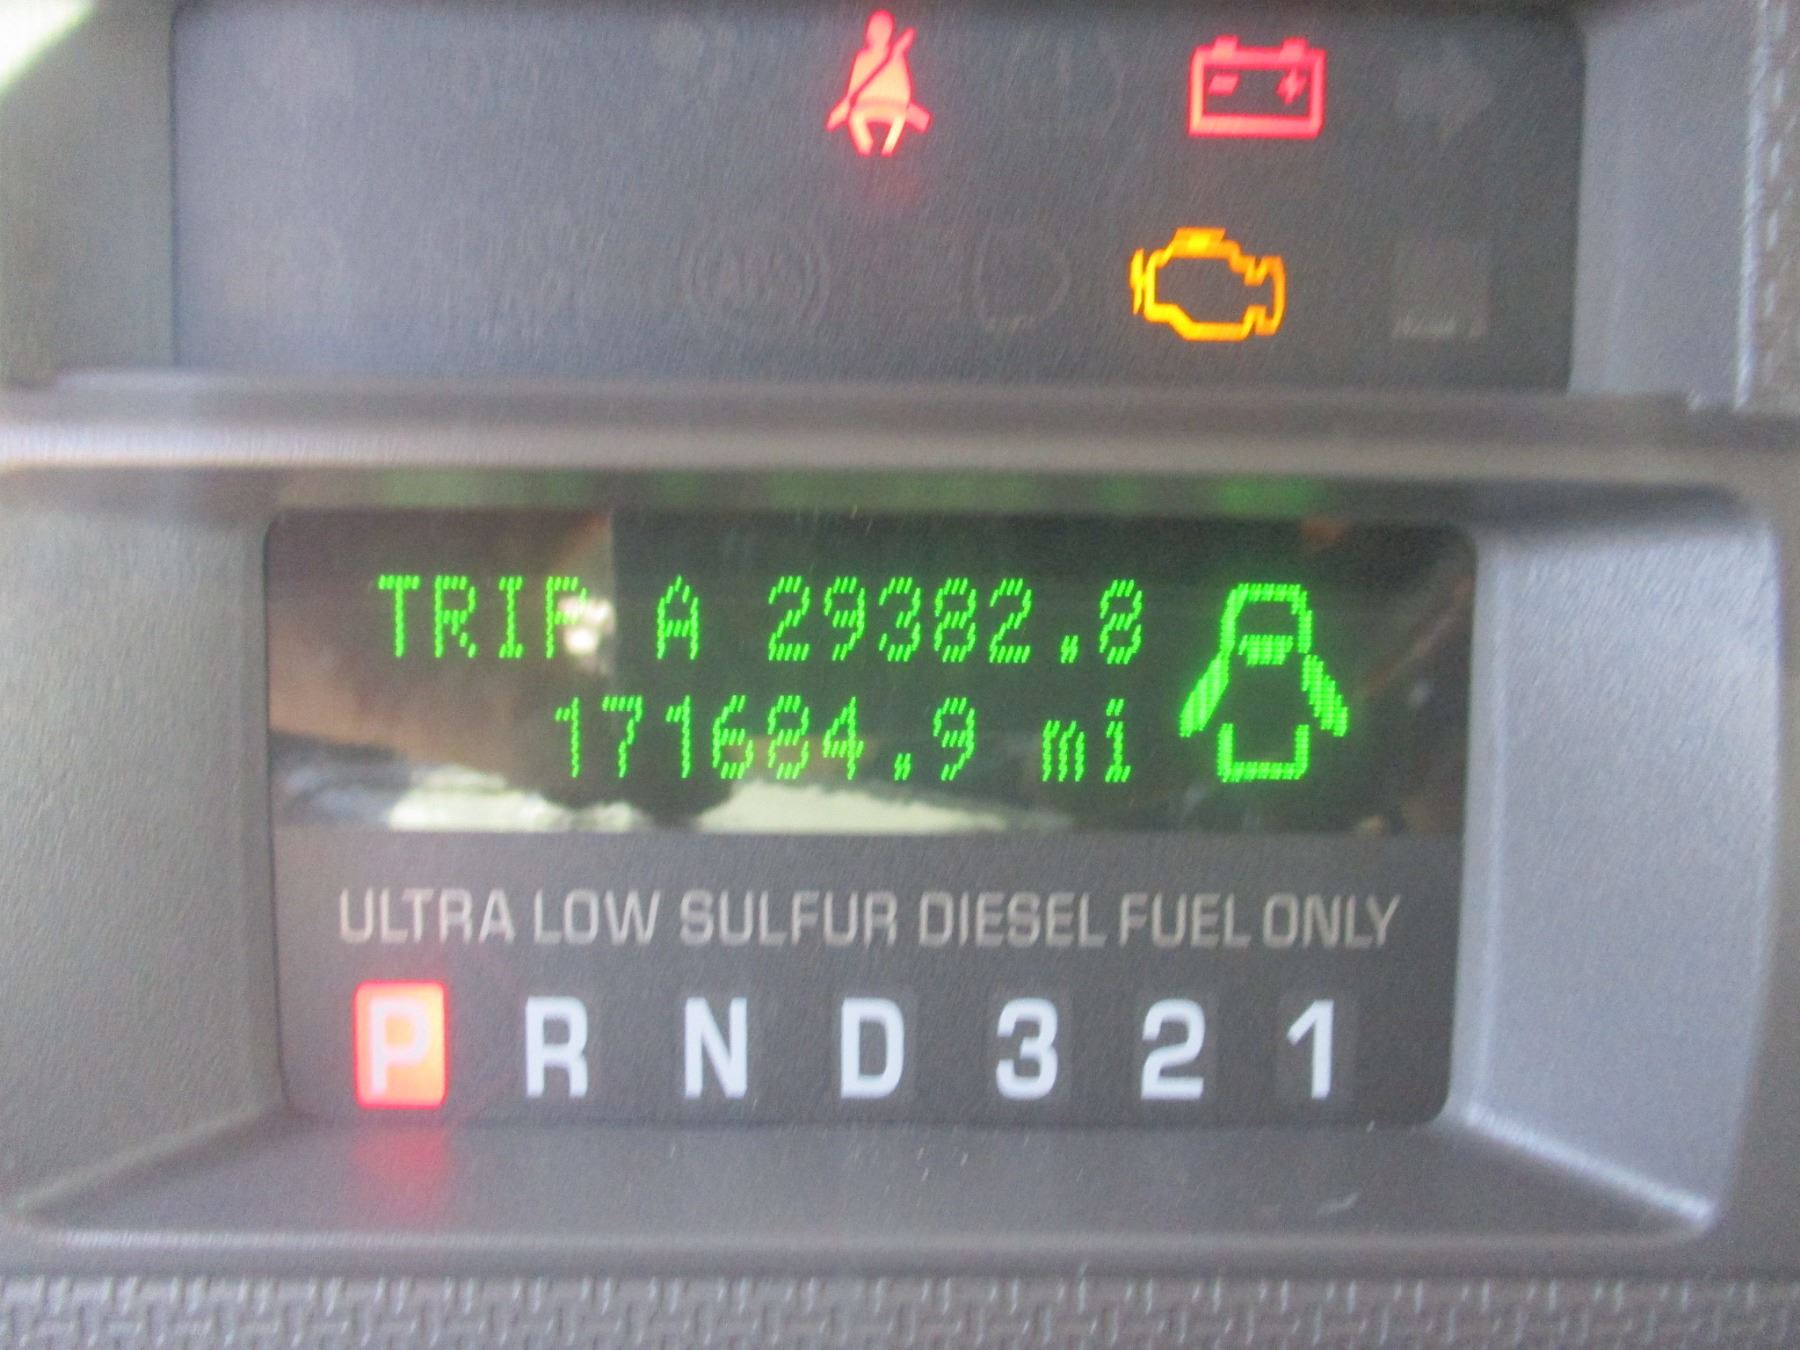 TRIP A 29382.8
171684.9 mi
ULTRA LOW SULFUR DIESEL FUEL ONLY
P R N D 3 2 1